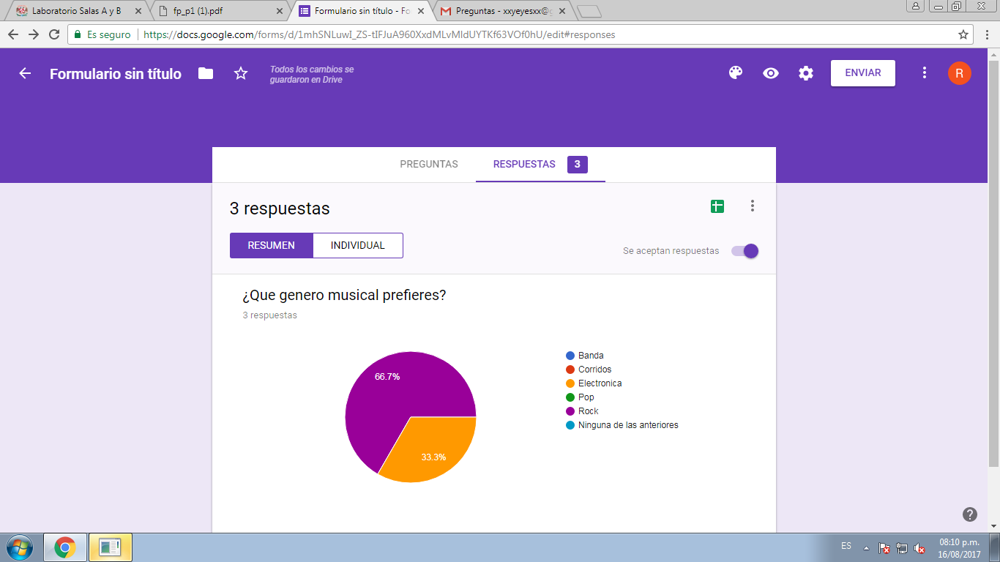 Laboratorio Salas A y B
fp_p1 (1).pdf
Formulario sin título - Fo
Preguntas - xxyeyesxx@g
Es seguro
https://docs.google.com/forms/d/1mhSNLuwI_ZS-tIFJuA960XxdMLvMldUYTKf63VOf0hU/edit#responses
Formulario sin título
Todos los cambios se
guardaron en Drive
ENVIAR
R
PREGUNTAS
RESPUESTAS
3
3 respuestas
RESUMEN
INDIVIDUAL
Se aceptan respuestas
¿Que genero musical prefieres?
3 respuestas
66.7%
33.3%
Banda
Corridos
Electronica
Pop
Rock
Ninguna de las anteriores
ES
08:10 p.m.
16/08/2017